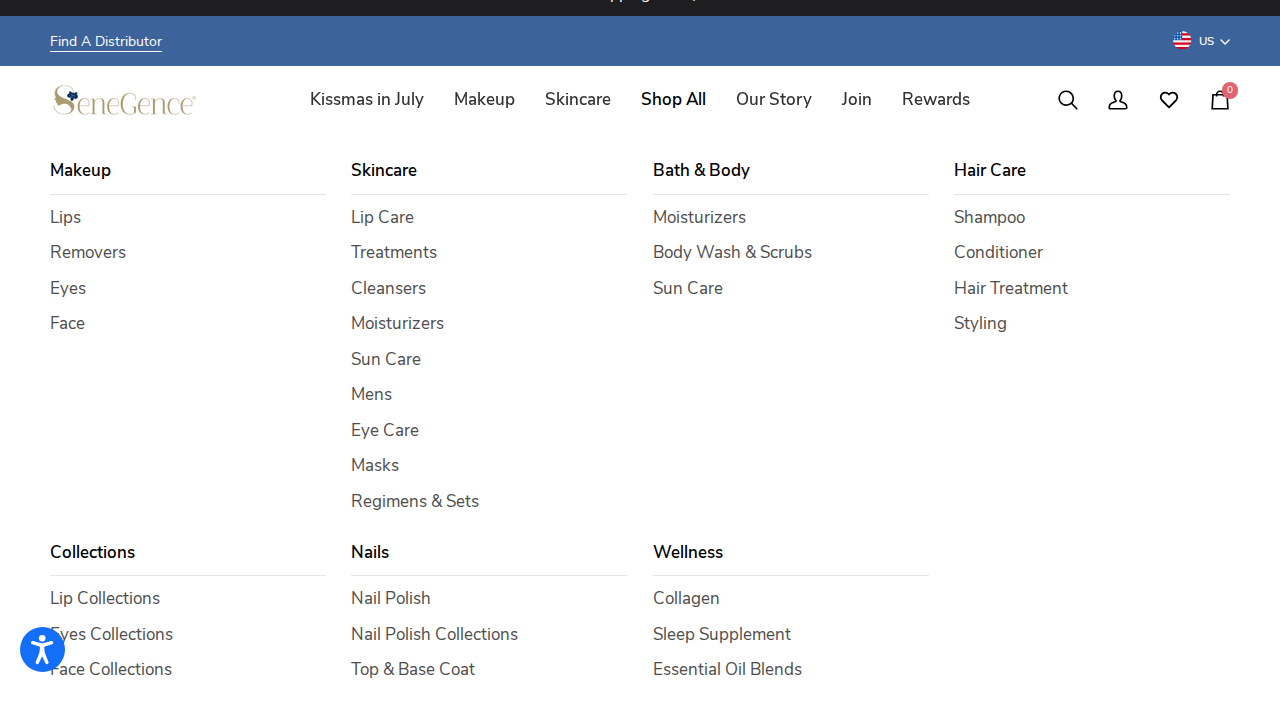 Find A Distributor
US
SeneGence
Kissmas in July
Makeup
Skincare
Shop All
Our Story
Join
Rewards
0
Makeup
Lips
Removers
Eyes
Face
Skincare
Lip Care
Treatments
Cleansers
Moisturizers
Sun Care
Mens
Eye Care
Masks
Regimens & Sets
Bath & Body
Moisturizers
Body Wash & Scrubs
Sun Care
Hair Care
Shampoo
Conditioner
Hair Treatment
Styling
Collections
Lip Collections
Eyes Collections
Face Collections
Nails
Nail Polish
Nail Polish Collections
Top & Base Coat
Wellness
Collagen
Sleep Supplement
Essential Oil Blends